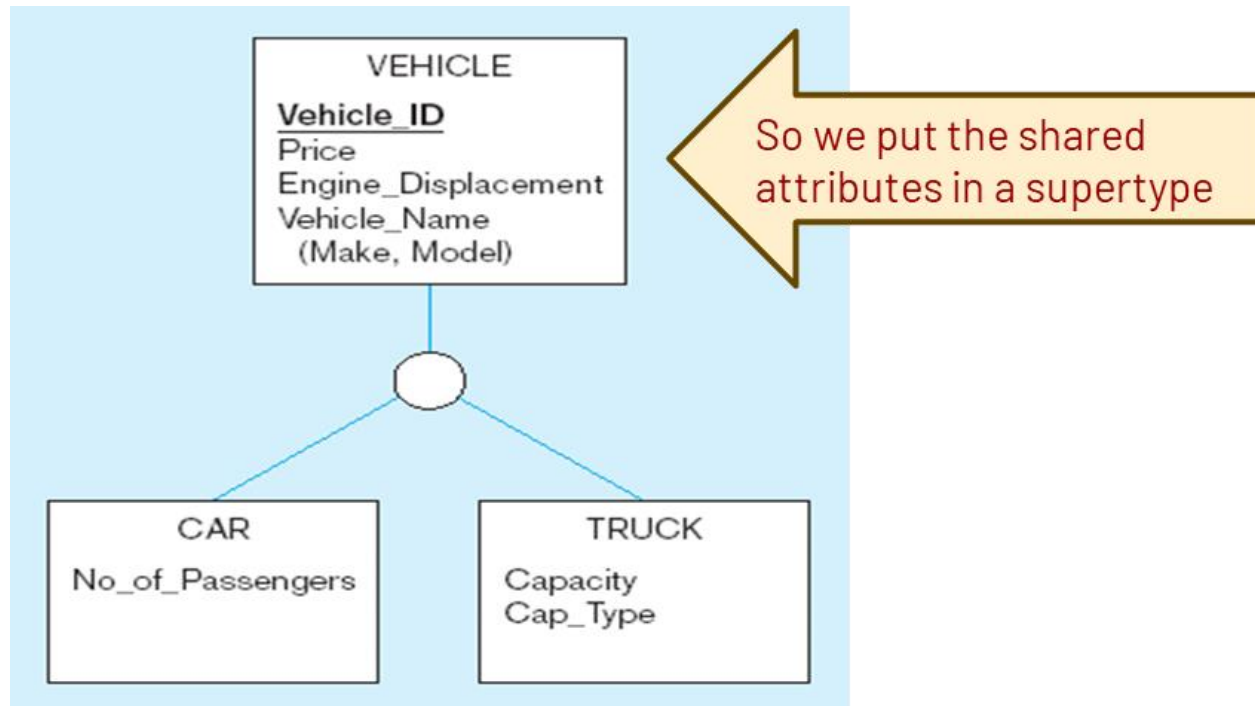 VEHICLE
Vehicle_ID
Price
Engine_Displacement
Vehicle_Name
(Make, Model)
So we put the shared
attributes in a supertype
CAR
No_of_Passengers
TRUCK
Capacity
Cap_Type